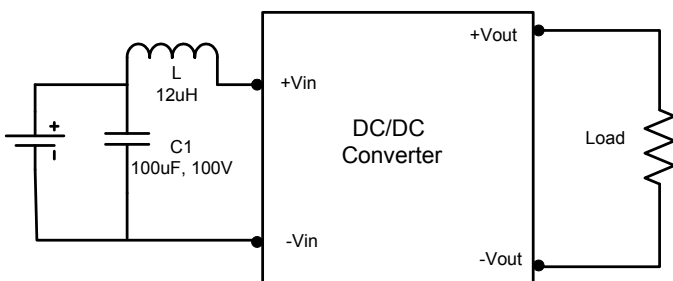 +Vout
L
12uH
+Vin
+
DC/DC
Converter
C1
100uF, 100V
Load
-Vin
-Vout